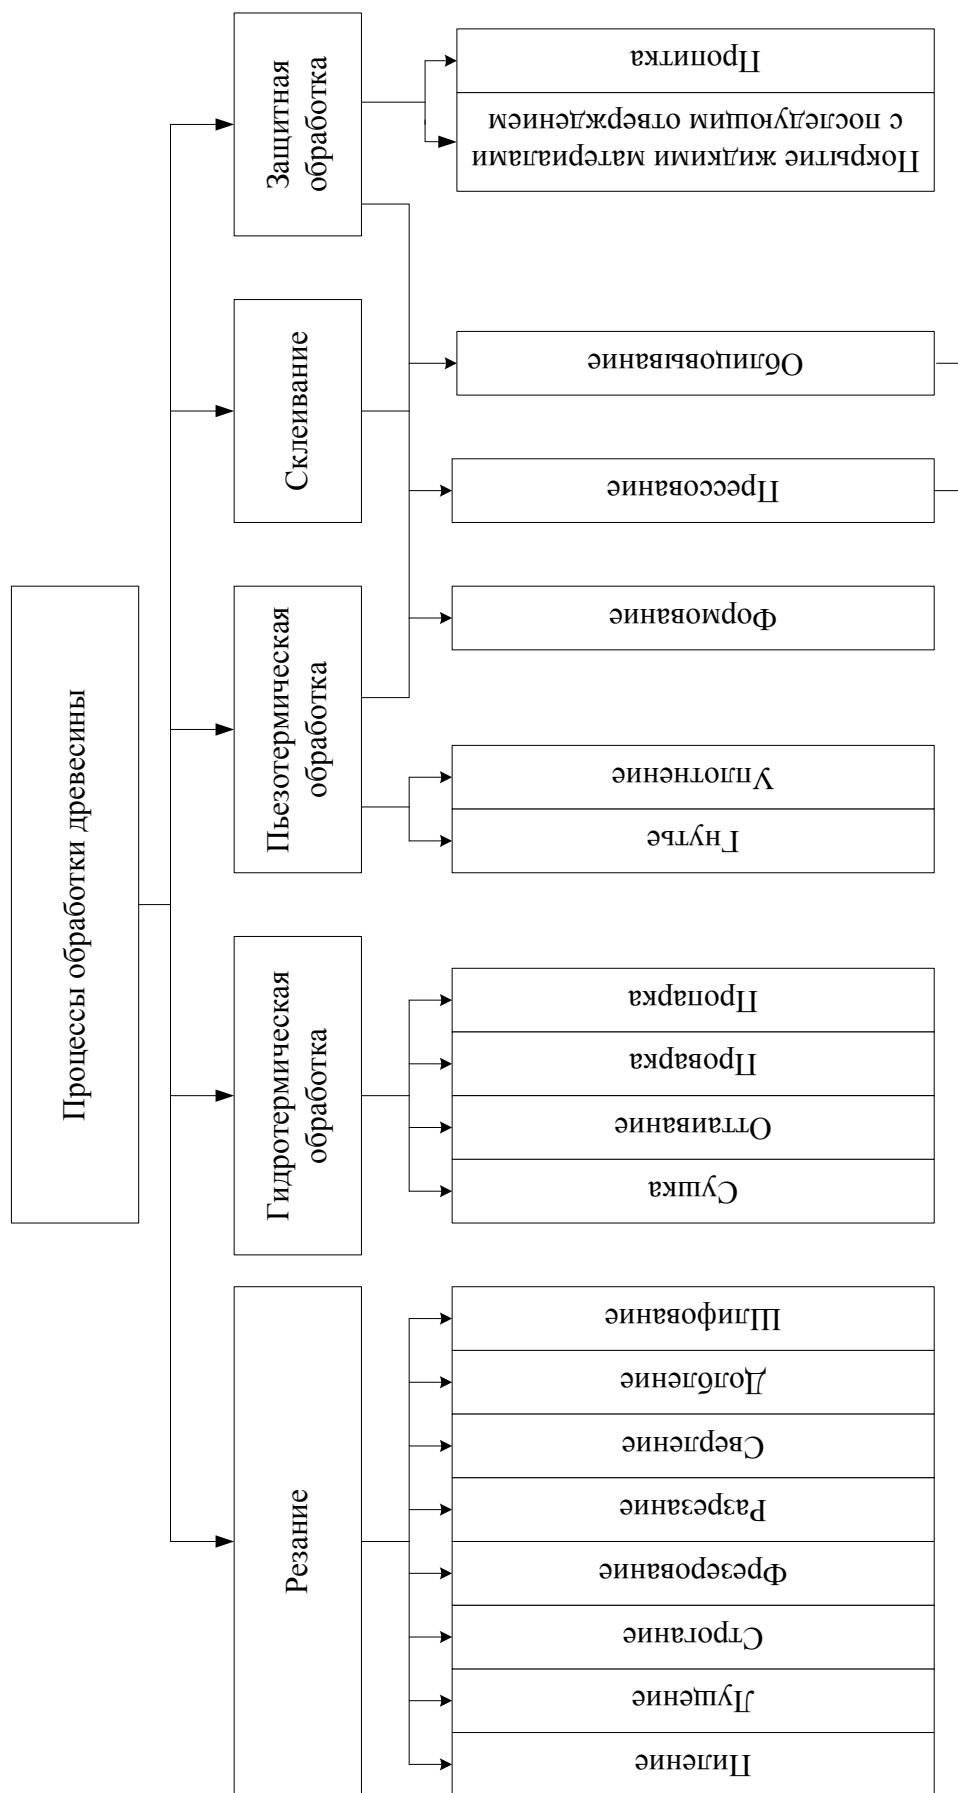 Процессы обработки древесины
Резание
Гидротермическая
обработка
Пьезотермическая
обработка
Склеивание
Защитная
обработка
Пиление
Лущение
Строгание
Фрезерование
Разрезание
Сверление
Долбление
Шлифование
Сушка
Оттаивание
Проварка
Пропарка
Гнутье
Уплотнение
Формование
Прессование
Облицовывание
Покрытие жидкими материалами
с последующим отверждением
Пропитка